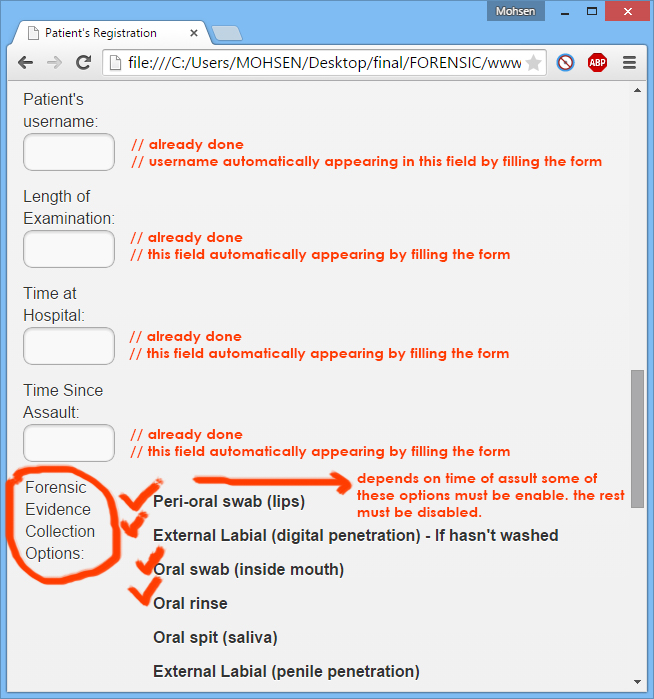 Mohsen
Patient's Registration
file:///C:/Users/MOHSEN/Desktop/final/FORENSIC/www
ABP
Patient's
username:
// already done
// username automatically appearing in this field by filling the form
Length of
Examination:
// already done
// this field automatically appearing by filling the form
Time at
Hospital:
// already done
// this field automatically appearing by filling the form
Time Since
Assault:
// already done
// this field automatically appearing by filling the form
Forensic
Evidence
Collection
Options:
depends on time of assult some of
these options must be enable. the rest
must be disabled.
Peri-oral swab (lips)
External Labial (digital penetration) - If hasn't washed
Oral swab (inside mouth)
Oral rinse
Oral spit (saliva)
External Labial (penile penetration)